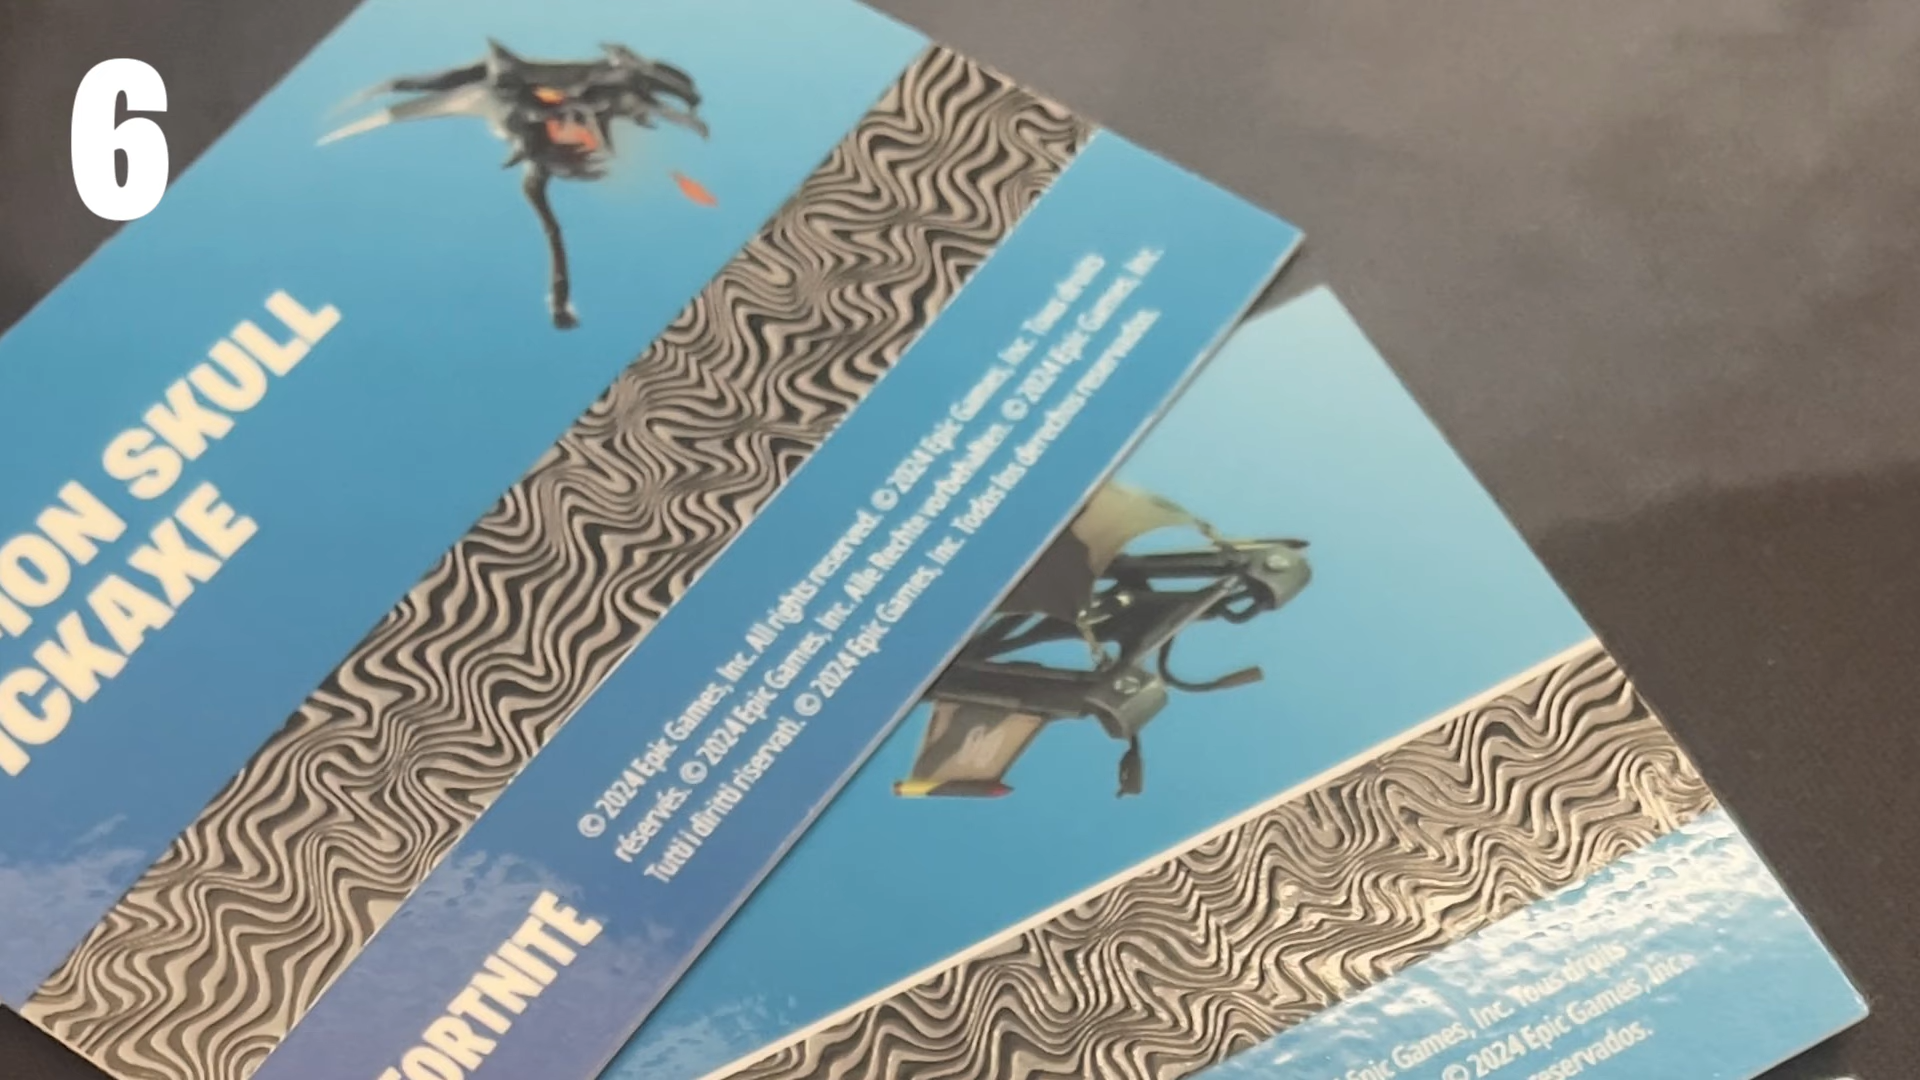 6
ION SKULL
ICKAXE
© 2024 Epic Games, Inc. All rights reserved. © 2024 Epic Games, Inc. Tous droits
réservés. © 2024 Epic Games, Inc. Alle Rechte vorbehalten. © 2024 Epic Games, Inc.
Tutti i diritti riservati. © 2024 Epic Games, Inc. Todos los derechos reservados.
FORTNITE
Epic Games, Inc. Tous droits
© 2024 Epic Games, Inc.
reservados.